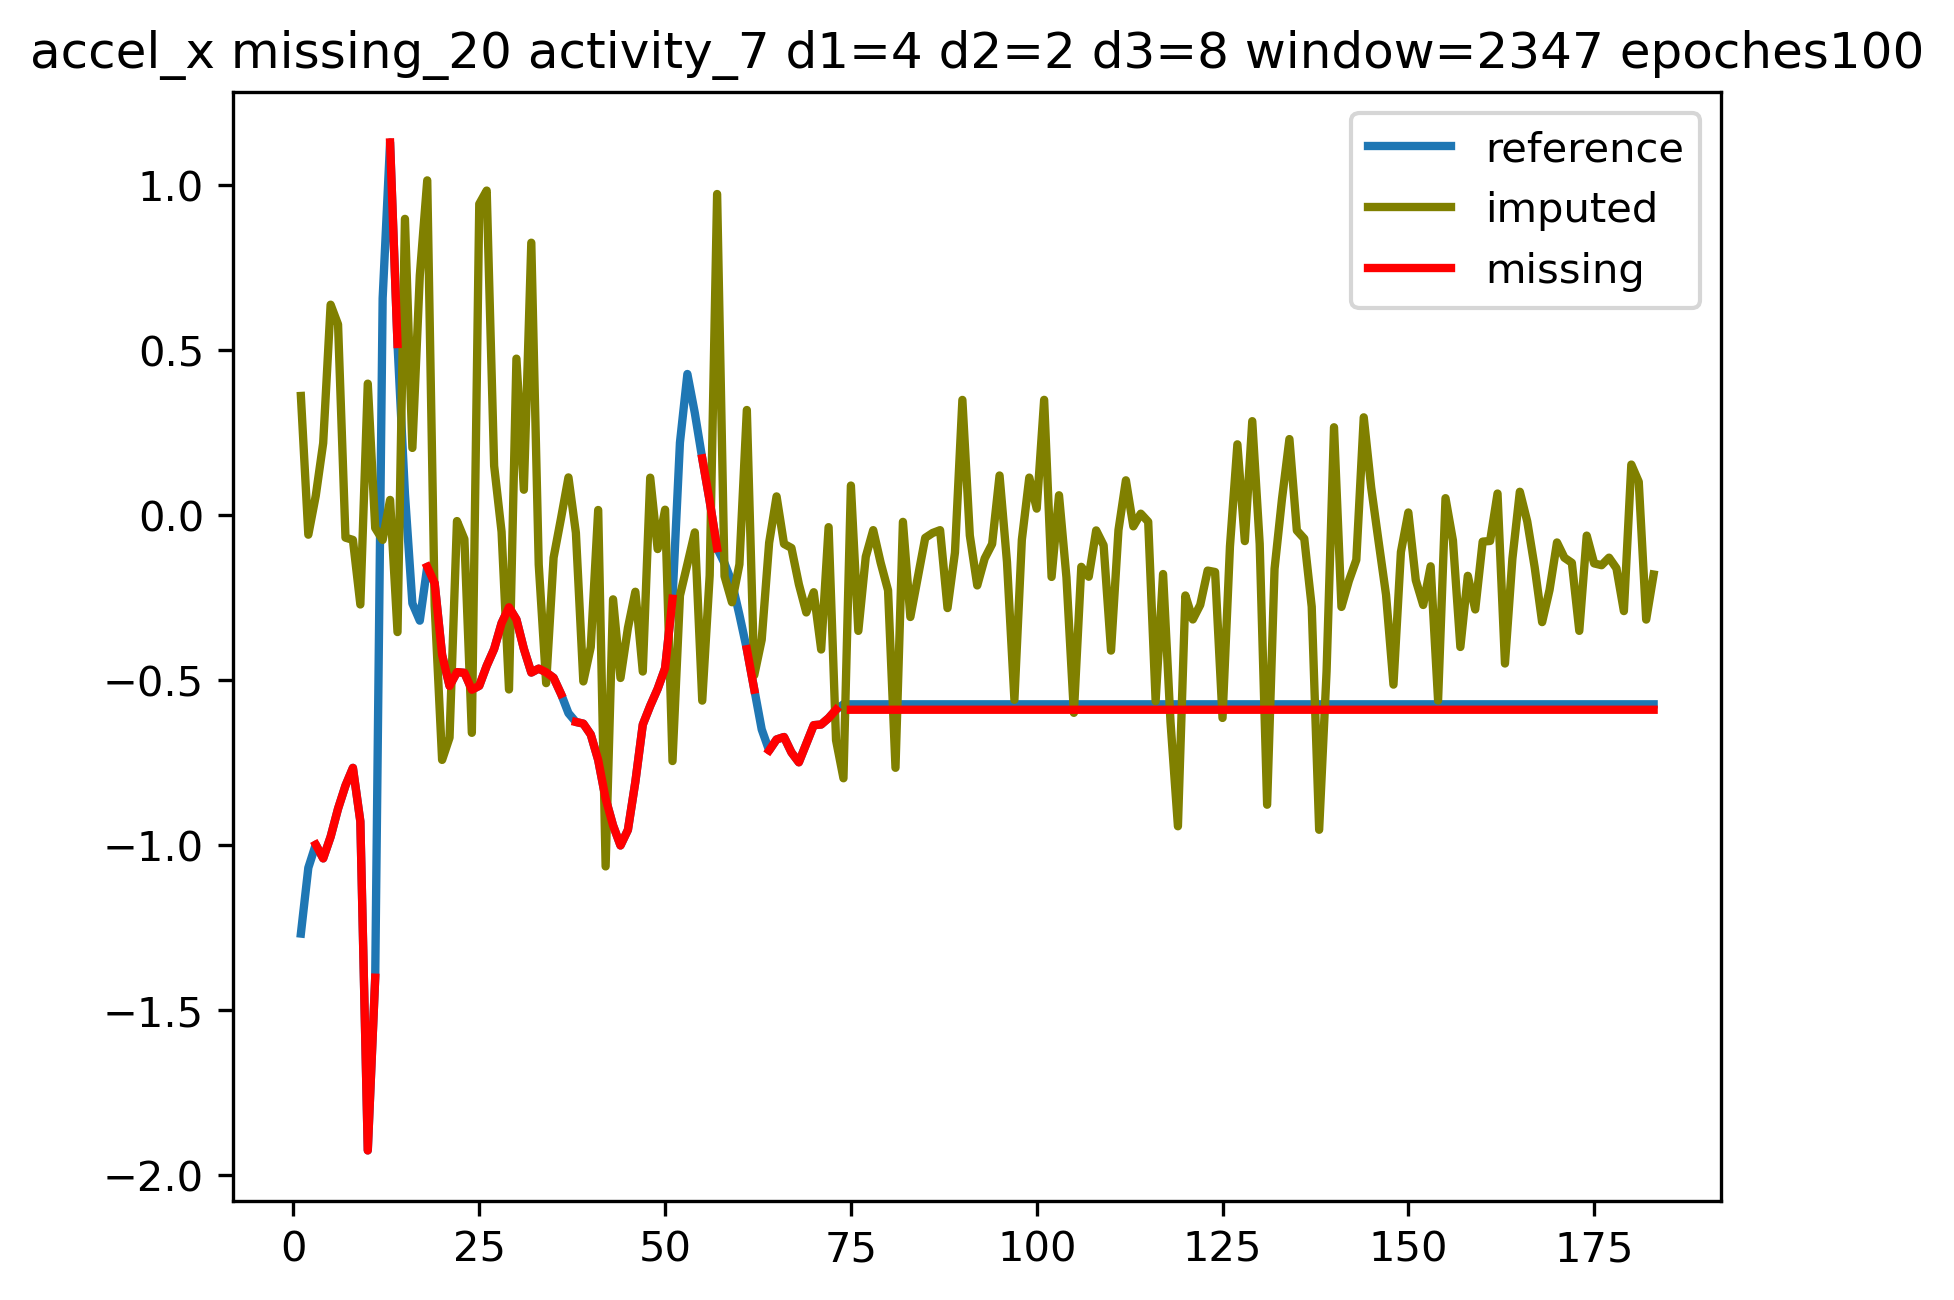 accel_x missing_20 activity_7 d1=4 d2=2 d3=8 window=2347 epoches100
reference
imputed
missing
1.0
0.5
0.0
−0.5
−1.0
−1.5
−2.0
0 25 50 75 100 125 150 175